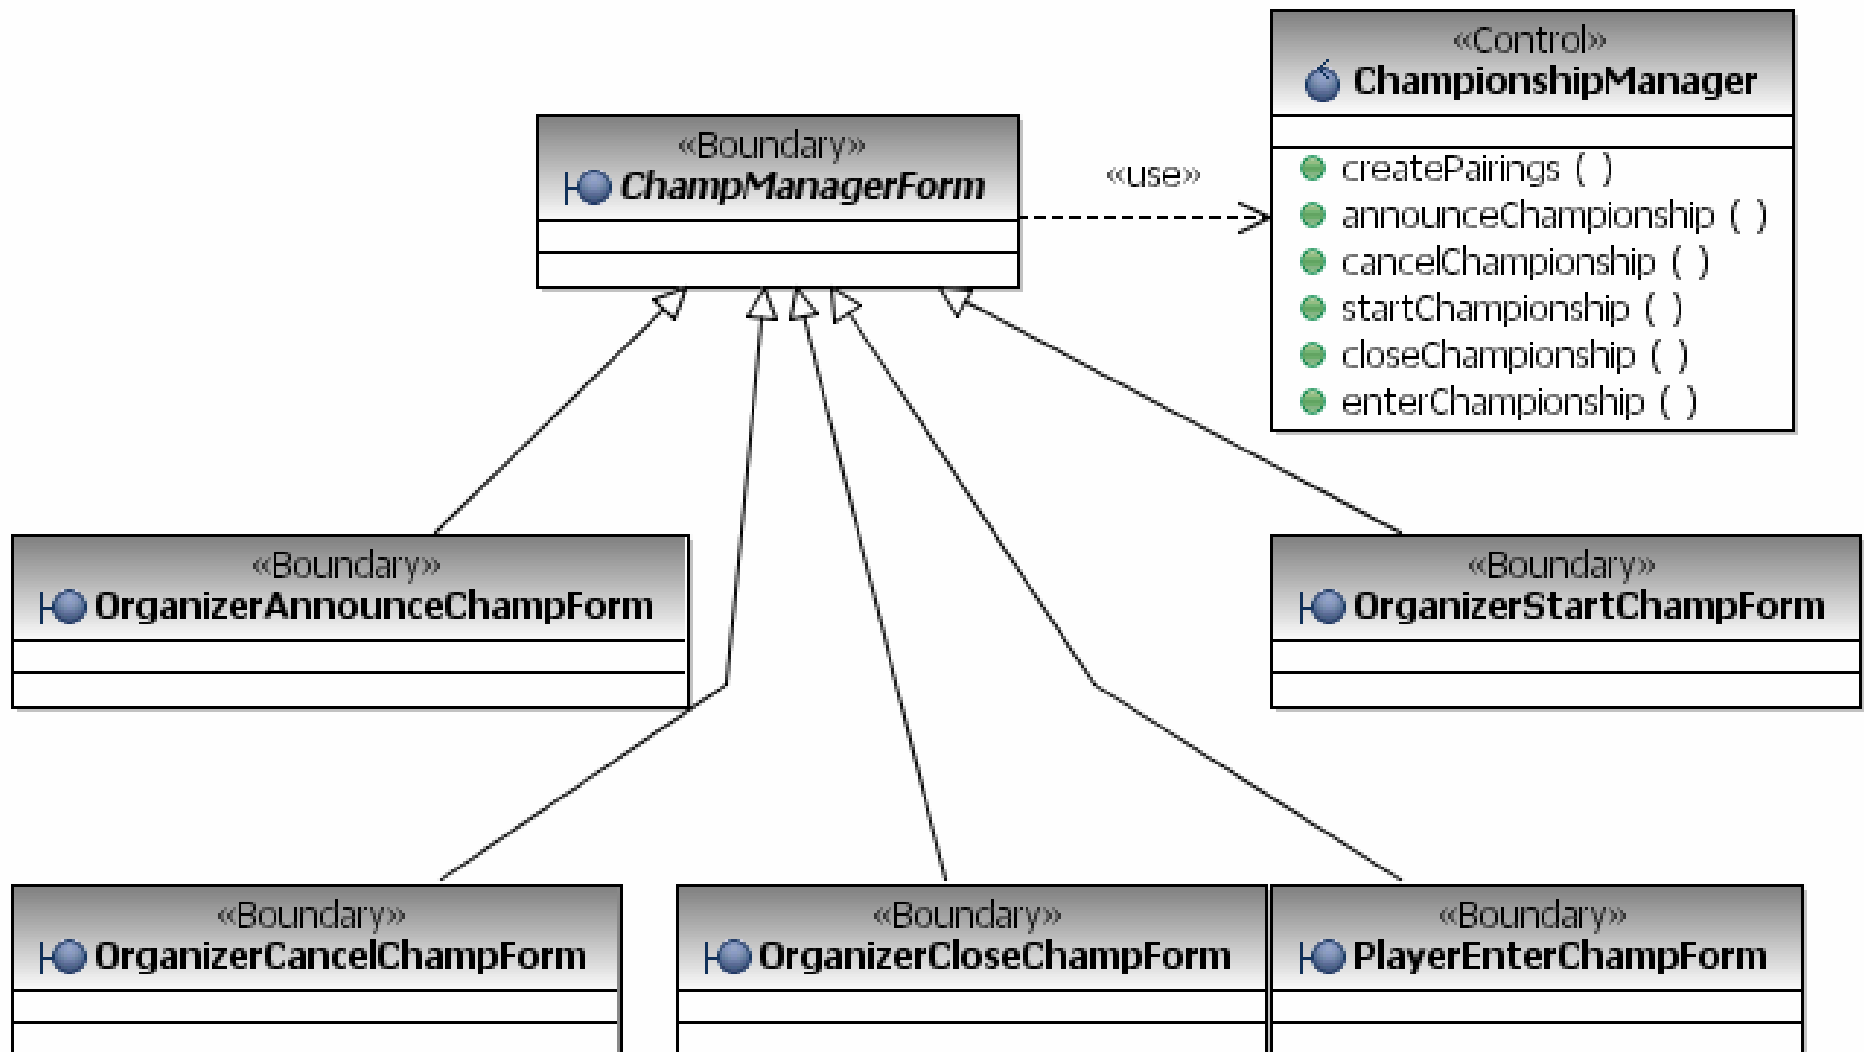 «Control»
ChampionshipManager
createPairings ( )
announceChampionship ( )
cancelChampionship ( )
startChampionship ( )
closeChampionship ( )
enterChampionship ( )
«Boundary»
ChampManagerForm
«use»
«Boundary»
OrganizerAnnounceChampForm
«Boundary»
OrganizerStartChampForm
«Boundary»
OrganizerCancelChampForm
«Boundary»
OrganizerCloseChampForm
«Boundary»
PlayerEnterChampForm